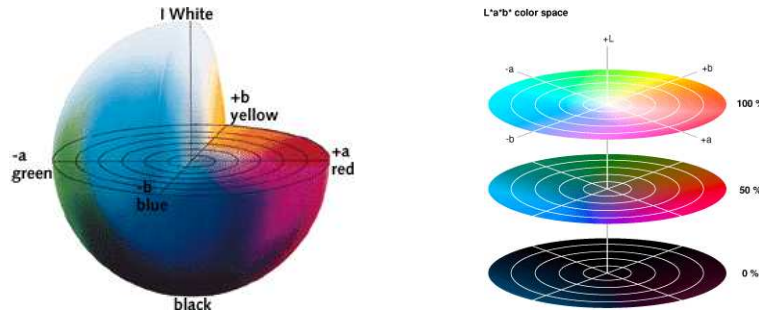 I White
+b
yellow
-a
green
+a
red
-b
blue
black
L*a*b* color space
+L
-a
+b
100 %
-b
+a
50 %
0 %